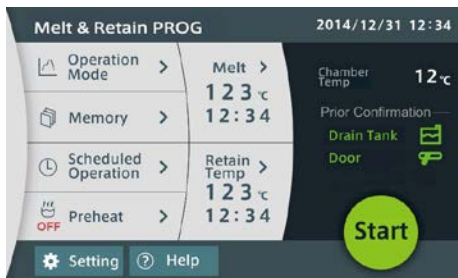 Melt & Retain PROG
2014/12/31 12:34
Operation
Mode
>
Memory
>
Scheduled
Operation
>
OFF
Preheat
>
Melt >
123℃
12:34
Retain
Temp >
123℃
12:34
Chamber
Temp
12℃
Prior Confirmation
Drain Tank
Door
Start
Setting
? Help